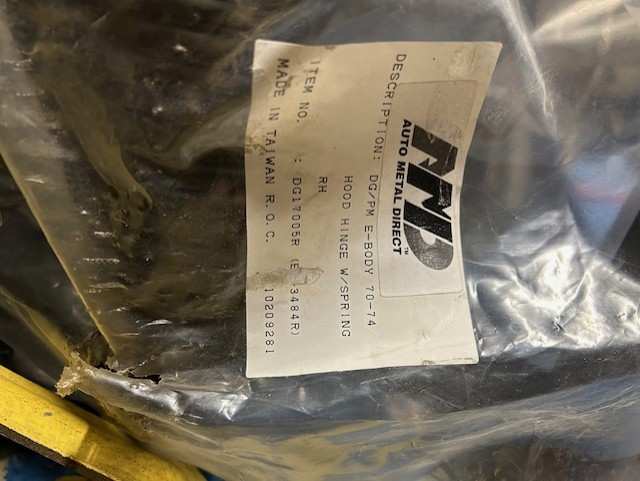 AMD
AUTO METAL DIRECT™
DESCRIPTION: DG/PM E-BODY 70-74
HOOD HINGE W/SPRING
RH
ITEM NO. : DG17005R 3484R)
MADE IN TAIWAN R.O.C. 10209281